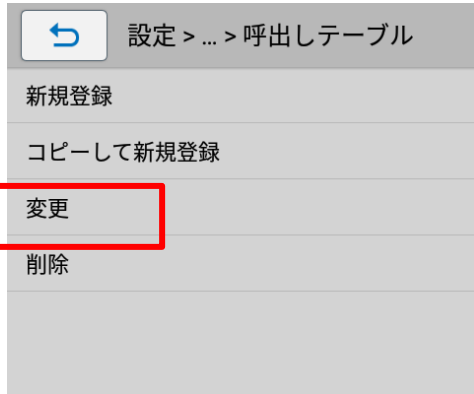 設定 > ... > 呼出しテーブル
新規登録
コピーして新規登録
変更
削除